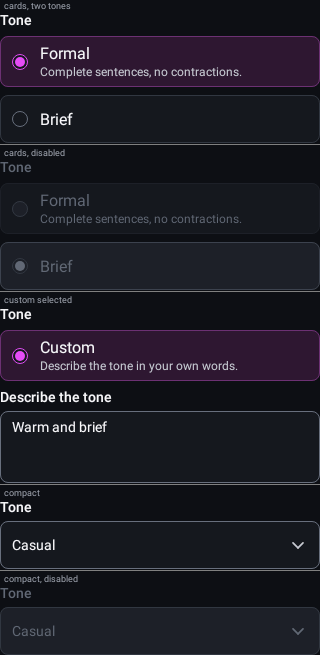 cards, two tones
Tone
Formal
Complete sentences, no contractions.
Brief
cards, disabled
Tone
Formal
Complete sentences, no contractions.
Brief
custom selected
Tone
Custom
Describe the tone in your own words.
Describe the tone
Warm and brief
compact
Tone
Casual
compact, disabled
Tone
Casual